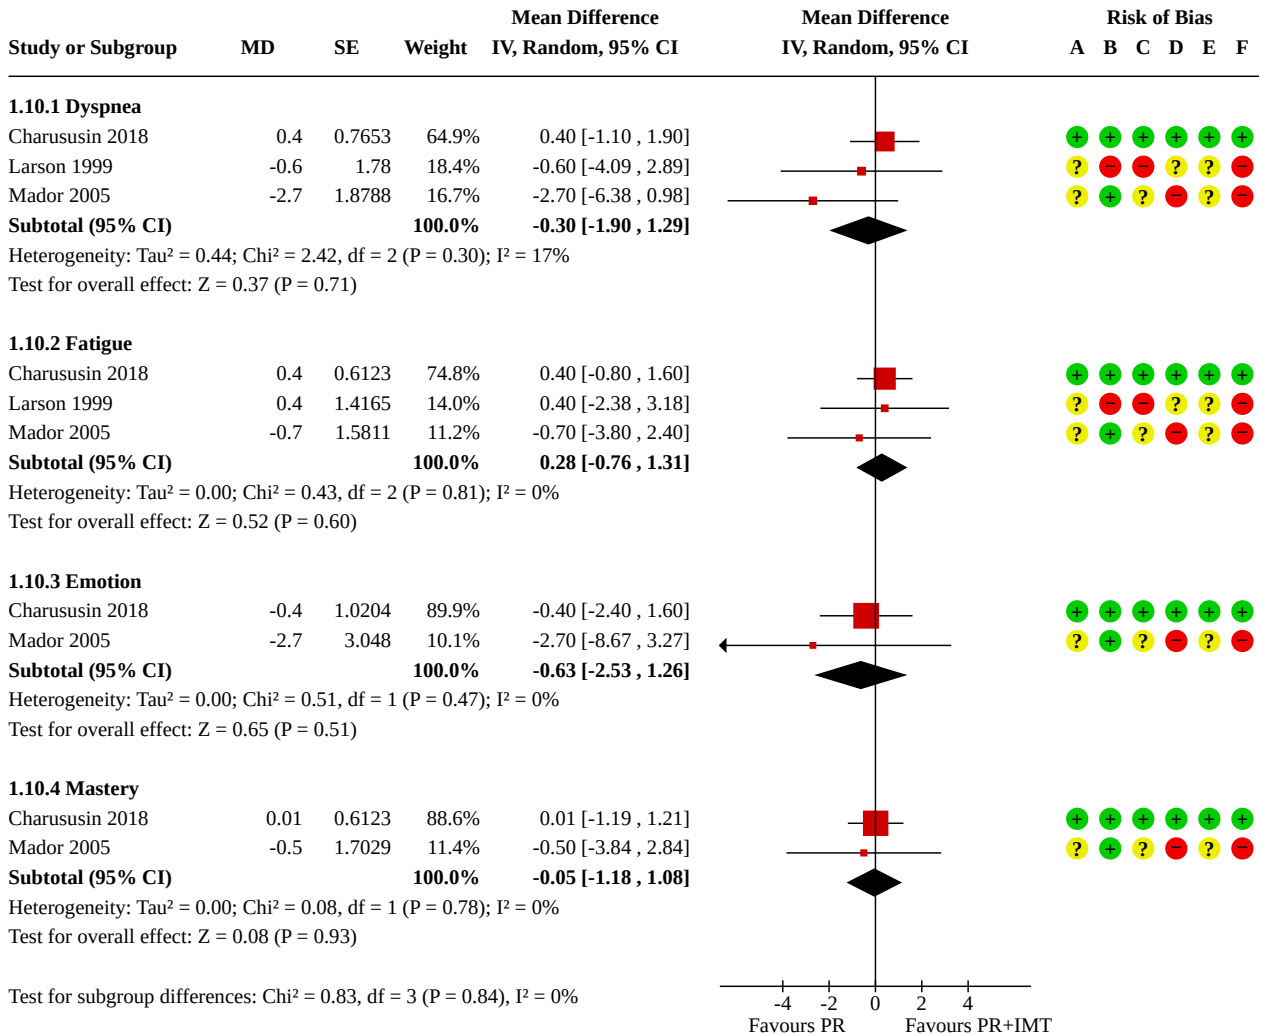 Mean Difference Mean Difference Risk of Bias
Study or Subgroup MD SE Weight IV, Random, 95% CI IV, Random, 95% CI A B C D E F
1.10.1 Dyspnea
Charususin 2018 0.4 0.7653 64.9% 0.40 [-1.10 , 1.90] + + + + + +
Larson 1999 -0.6 1.78 18.4% -0.60 [-4.09 , 2.89] ? − − ? ? −
Mador 2005 -2.7 1.8788 16.7% -2.70 [-6.38 , 0.98] ? + ? − ? −
Subtotal (95% CI) 100.0% -0.30 [-1.90 , 1.29]
Heterogeneity: Tau² = 0.44; Chi² = 2.42, df = 2 (P = 0.30); I² = 17%
Test for overall effect: Z = 0.37 (P = 0.71)
1.10.2 Fatigue
Charususin 2018 0.4 0.6123 74.8% 0.40 [-0.80 , 1.60] + + + + + +
Larson 1999 0.4 1.4165 14.0% 0.40 [-2.38 , 3.18] ? − − ? ? −
Mador 2005 -0.7 1.5811 11.2% -0.70 [-3.80 , 2.40] ? + ? − ? −
Subtotal (95% CI) 100.0% 0.28 [-0.76 , 1.31]
Heterogeneity: Tau² = 0.00; Chi² = 0.43, df = 2 (P = 0.81); I² = 0%
Test for overall effect: Z = 0.52 (P = 0.60)
1.10.3 Emotion
Charususin 2018 -0.4 1.0204 89.9% -0.40 [-2.40 , 1.60] + + + + + +
Mador 2005 -2.7 3.048 10.1% -2.70 [-8.67 , 3.27] ? + ? − ? −
Subtotal (95% CI) 100.0% -0.63 [-2.53 , 1.26]
Heterogeneity: Tau² = 0.00; Chi² = 0.51, df = 1 (P = 0.47); I² = 0%
Test for overall effect: Z = 0.65 (P = 0.51)
1.10.4 Mastery
Charususin 2018 0.01 0.6123 88.6% 0.01 [-1.19 , 1.21] + + + + + +
Mador 2005 -0.5 1.7029 11.4% -0.50 [-3.84 , 2.84] ? + ? − ? −
Subtotal (95% CI) 100.0% -0.05 [-1.18 , 1.08]
Heterogeneity: Tau² = 0.00; Chi² = 0.08, df = 1 (P = 0.78); I² = 0%
Test for overall effect: Z = 0.08 (P = 0.93)
Test for subgroup differences: Chi² = 0.83, df = 3 (P = 0.84), I² = 0%
-4 -2 0 2 4
Favours PR Favours PR+IMT